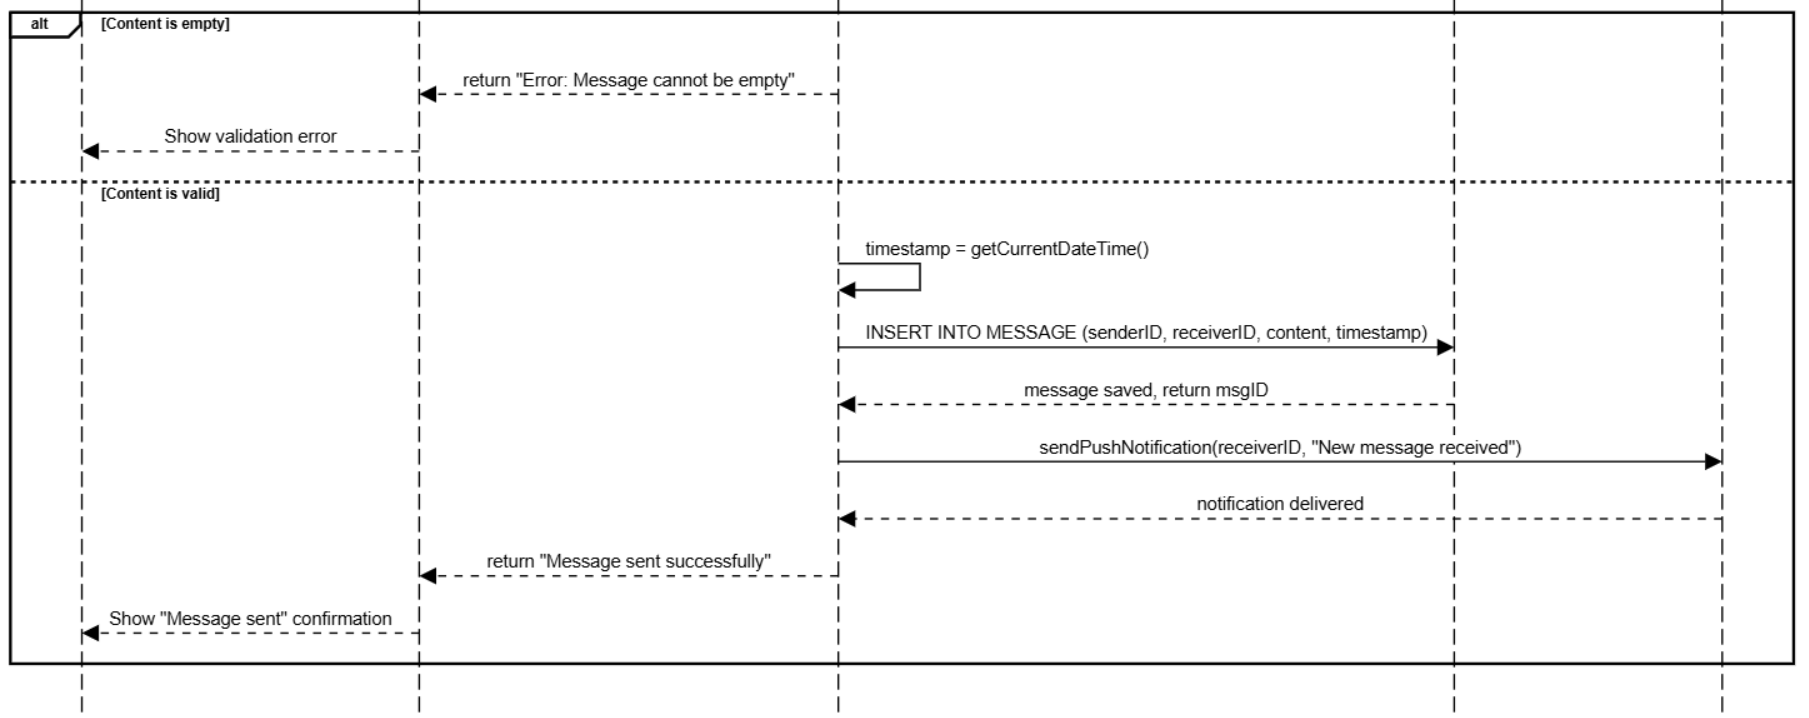 alt
[Content is empty]
return "Error: Message cannot be empty"
Show validation error
[Content is valid]
timestamp = getCurrentDateTime()
INSERT INTO MESSAGE (senderID, receiverID, content, timestamp)
message saved, return msgID
sendPushNotification(receiverID, "New message received")
notification delivered
return "Message sent successfully"
Show "Message sent" confirmation